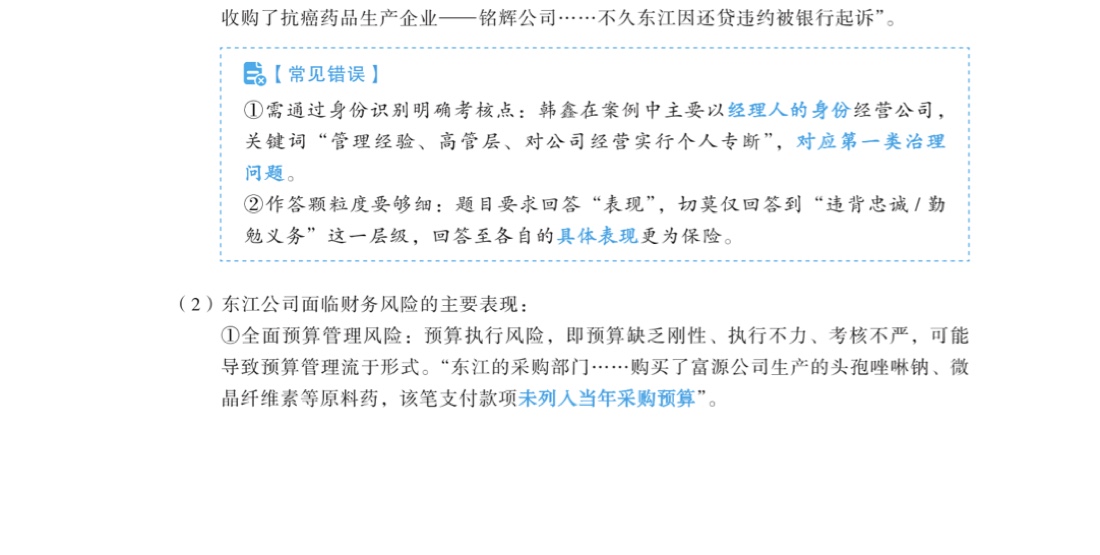 收购了抗癌药品生产企业——铭辉公司……不久东江因还贷违约被银行起诉”。
【常见错误】
①需通过身份识别明确考核点：韩鑫在案例中主要以经理人的身份经营公司，
关键词“管理经验、高管层、对公司经营实行个人专断”，对应第一类治理
问题。
②作答颗粒度要够细：题目要求回答“表现”，切莫仅回答到“违背忠诚 / 勤
勉义务”这一层级，回答至各自的具体表现更为保险。
（2）东江公司面临财务风险的主要表现：
①全面预算管理风险：预算执行风险，即预算缺乏刚性、执行不力、考核不严，可能
导致预算管理流于形式。“东江的采购部门……购买了富源公司生产的头孢唑啉钠、微
晶纤维素等原料药，该笔支付款项未列入当年采购预算”。